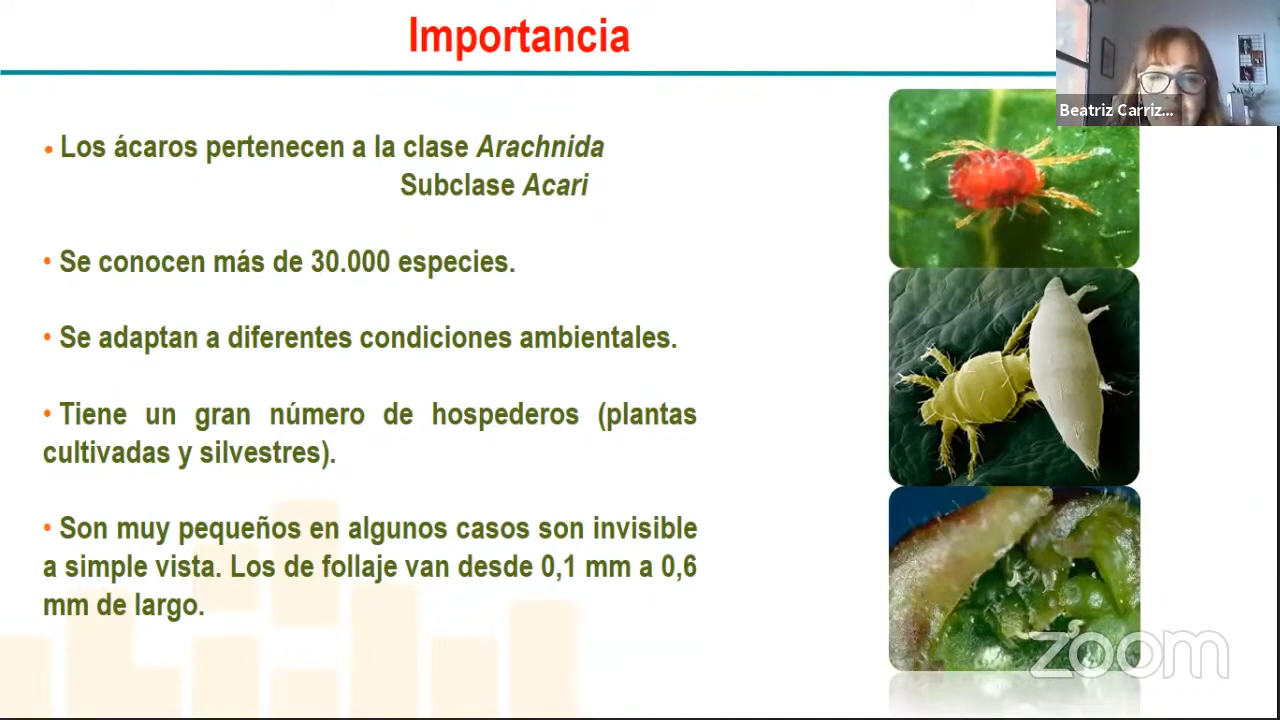 Importancia
Beatriz Carriz...
• Los ácaros pertenecen a la clase Arachnida
Subclase Acari
• Se conocen más de 30.000 especies.
• Se adaptan a diferentes condiciones ambientales.
• Tiene un gran número de hospederos (plantas
cultivadas y silvestres).
• Son muy pequeños en algunos casos son invisible
a simple vista. Los de follaje van desde 0,1 mm a 0,6
mm de largo.
zoom